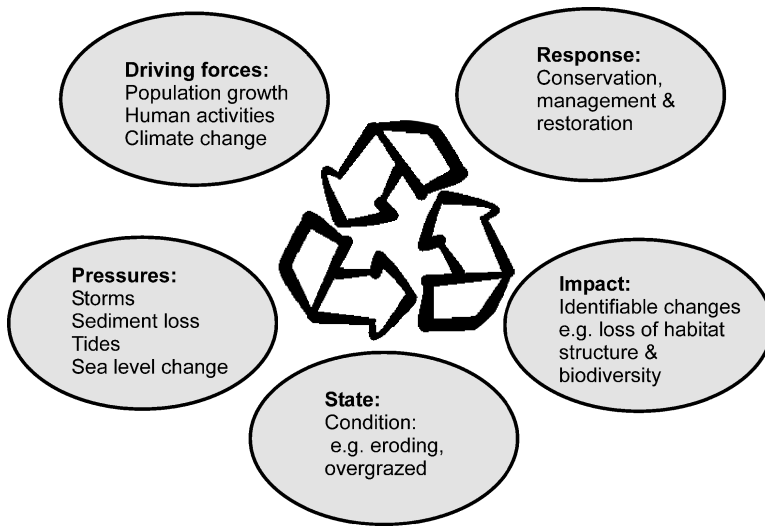 Driving forces:
Population growth
Human activities
Climate change
Response:
Conservation,
management &
restoration
Pressures:
Storms
Sediment loss
Tides
Sea level change
Impact:
Identifiable changes
e.g. loss of habitat
structure &
biodiversity
State:
Condition:
e.g. eroding,
overgrazed